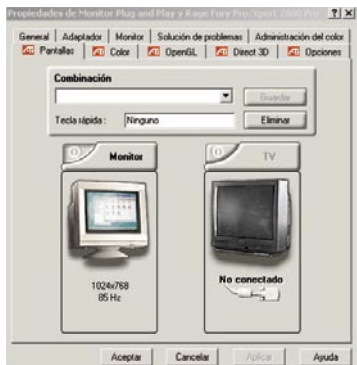 Propiedades de Monitor Plug and Play y Rage Fury Pro/Xpert 2000 Pro
General Adaptador Monitor Solución de problemas Administración del color
Pantallas Color OpenGL Direct 3D Opciones
Combinación
Guardar
Tecla rápida: Ninguno Eliminar
Monitor TV
No conectado
1024x768
85 Hz
Aceptar Cancelar Aplicar Ayuda